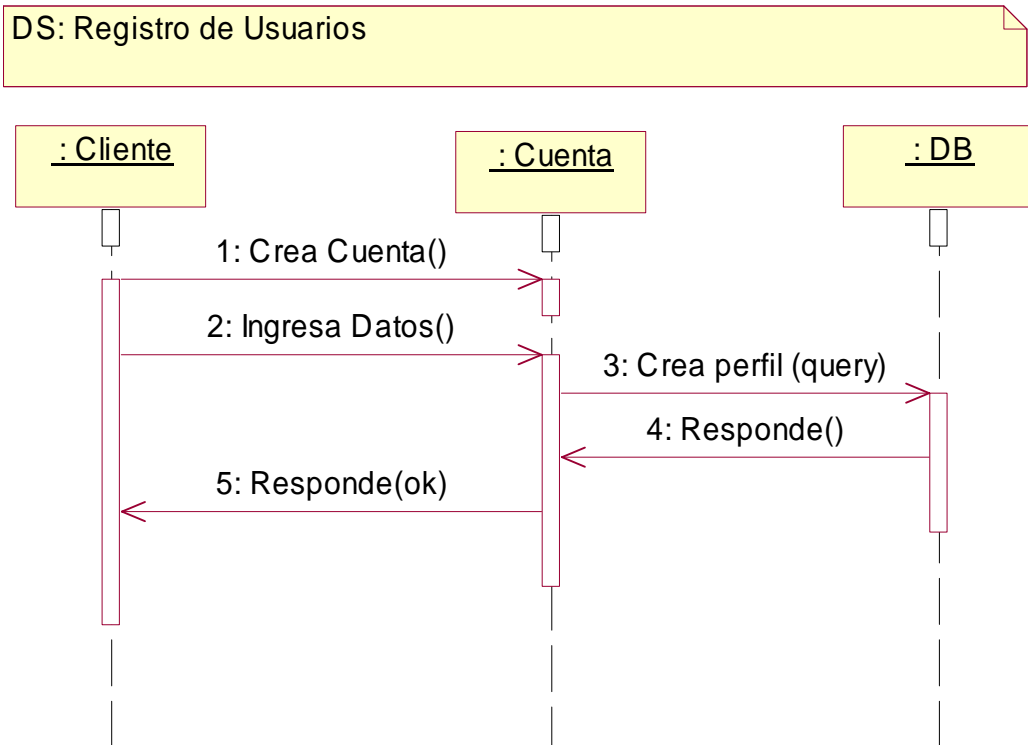 DS: Registro de Usuarios
: Cliente
: Cuenta
: DB
1: Crea Cuenta()
2: Ingresa Datos()
3: Crea perfil (query)
4: Responde()
5: Responde(ok)